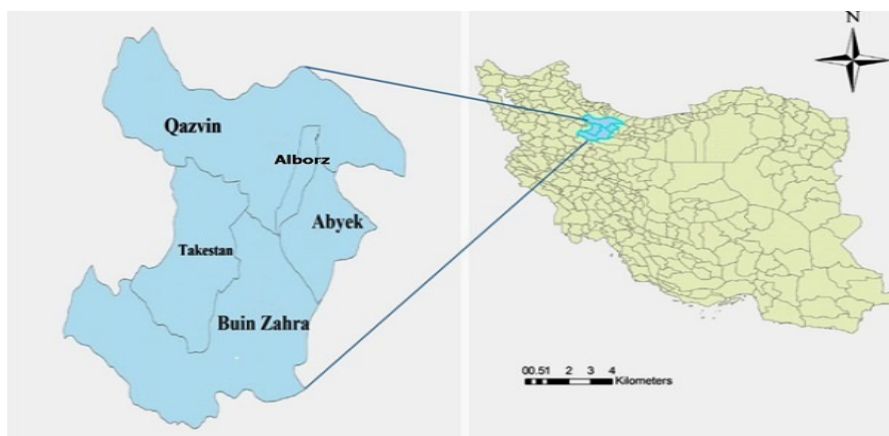 N
Qazvin
Alborz
Abyek
Takestan
Buin Zahra
00.51 2 3 4
Kilometers